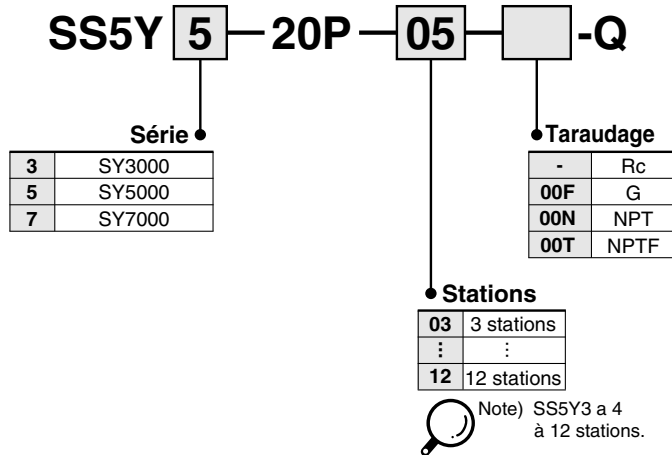 SS5Y 5 — 20P — 05 — -Q
Série
3 SY3000
5 SY5000
7 SY7000
Taraudage
- Rc
00F G
00N NPT
00T NPTF
Stations
03 3 stations
⋮ ⋮
12 12 stations
Note) SS5Y3 a 4
à 12 stations.